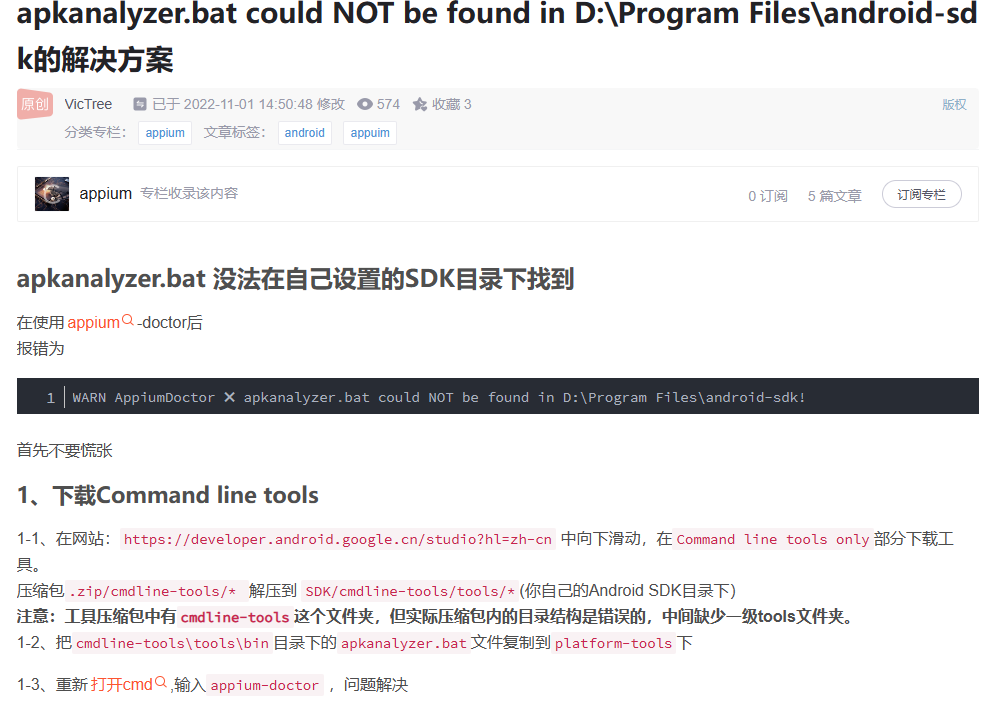 apkanalyzer.bat could NOT be found in D:\Program Files\android-sd
k的解决方案
原创 VicTree 已于 2022-11-01 14:50:48 修改 574 收藏 3 版权
分类专栏： appium 文章标签： android appuim
appium 专栏收录该内容 0 订阅 5 篇文章 订阅专栏
apkanalyzer.bat 没法在自己设置的SDK目录下找到
在使用 appium -doctor后
报错为
1 WARN AppiumDoctor ✕ apkanalyzer.bat could NOT be found in D:\Program Files\android-sdk!
首先不要慌张
1、下载Command line tools
1-1、在网站： https://developer.android.google.cn/studio?hl=zh-cn 中向下滑动，在 Command line tools only 部分下载工
具。
压缩包 .zip/cmdline-tools/* 解压到 SDK/cmdline-tools/tools/* (你自己的Android SDK目录下)
注意：工具压缩包中有 cmdline-tools 这个文件夹，但实际压缩包内的目录结构是错误的，中间缺少一级tools文件夹。
1-2、把 cmdline-tools\tools\bin 目录下的 apkanalyzer.bat 文件复制到 platform-tools 下
1-3、重新 打开cmd ,输入 appium-doctor ，问题解决